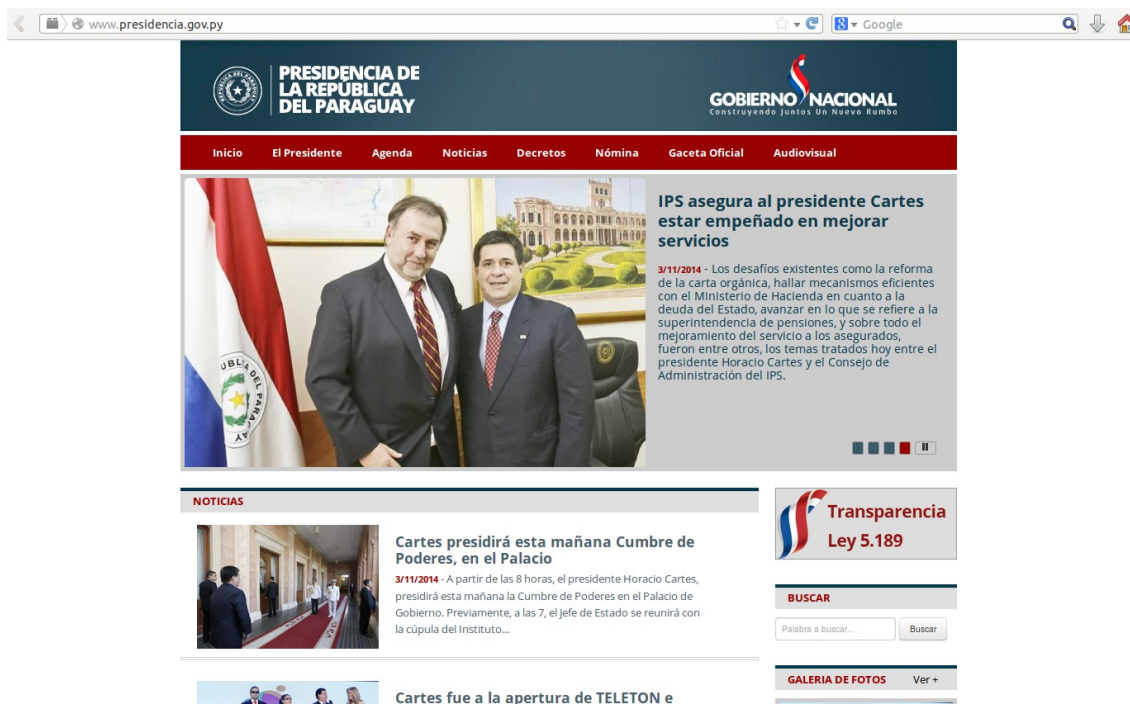 www.presidencia.gov.py
Google
PRESIDENCIA DE
LA REPÚBLICA
DEL PARAGUAY
GOBIERNO NACIONAL
Construyendo Juntos Un Nuevo Rumbo
Inicio El Presidente Agenda Noticias Decretos Nómina Gaceta Oficial Audiovisual
IPS asegura al presidente Cartes
estar empeñado en mejorar
servicios
3/11/2014 - Los desafíos existentes como la reforma
de la carta orgánica, hallar mecanismos eficientes
con el Ministerio de Hacienda en cuanto a la
deuda del Estado, avanzar en lo que se refiere a la
superintendencia de pensiones, y sobre todo el
mejoramiento del servicio a los asegurados,
fueron entre otros, los temas tratados hoy entre el
presidente Horacio Cartes y el Consejo de
Administración del IPS.
NOTICIAS
Cartes presidirá esta mañana Cumbre de
Poderes, en el Palacio
3/11/2014 - A partir de las 8 horas, el presidente Horacio Cartes,
presidirá esta mañana la Cumbre de Poderes en el Palacio de
Gobierno. Previamente, a las 7, el Jefe de Estado se reunirá con
la cúpula del Instituto...
Cartes fue a la apertura de TELETON e
Transparencia
Ley 5.189
BUSCAR
Palabra a buscar... Buscar
GALERIA DE FOTOS Ver +